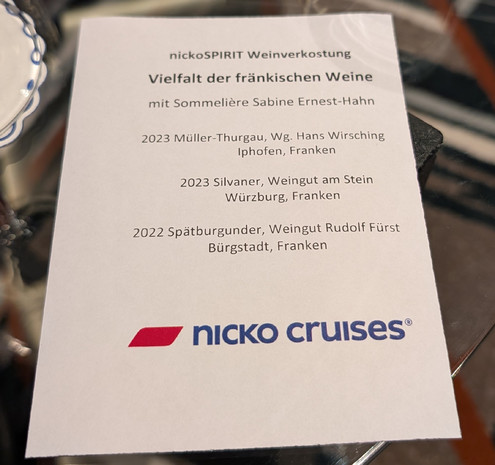 nickoSPIRIT Weinverkostung
Vielfalt der fränkischen Weine
mit Sommelière Sabine Ernest-Hahn
2023 Müller-Thurgau, Wg. Hans Wirsching
Iphofen, Franken
2023 Silvaner, Weingut am Stein
Würzburg, Franken
2022 Spätburgunder, Weingut Rudolf Fürst
Bürgstadt, Franken
nicko cruises®